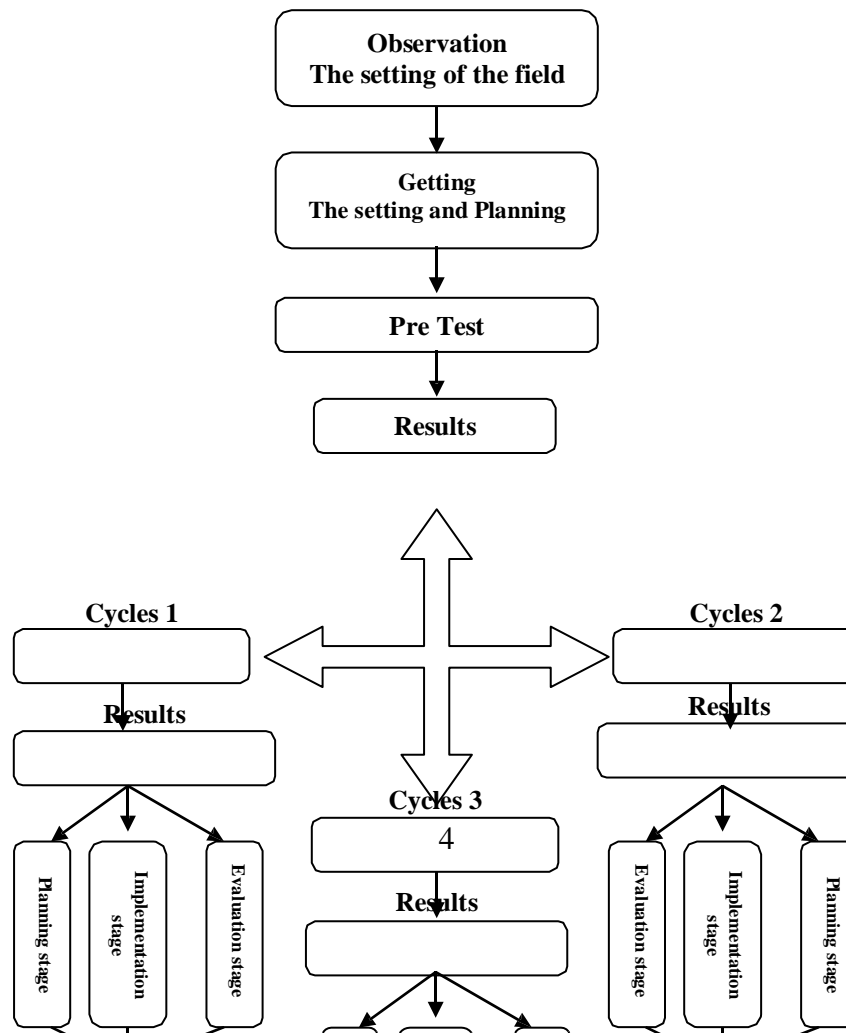 Observation
The setting of the field
Getting
The setting and Planning
Pre Test
Results
Cycles 1
Cycles 2
Results
Results
Cycles 3
4
Results
Planning stage
Implementation
stage
Evaluation stage
Evaluation stage
Implementation
stage
Planning stage